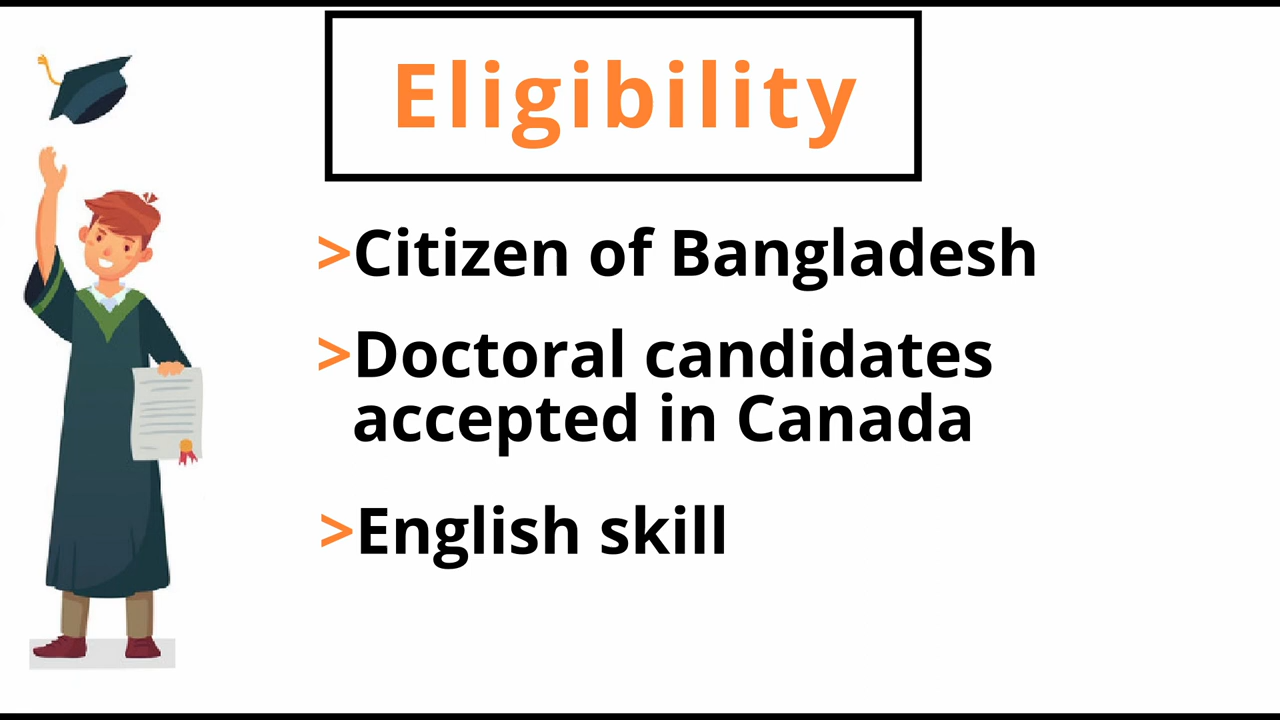 Eligibility
>Citizen of Bangladesh
>Doctoral candidates
accepted in Canada
>English skill